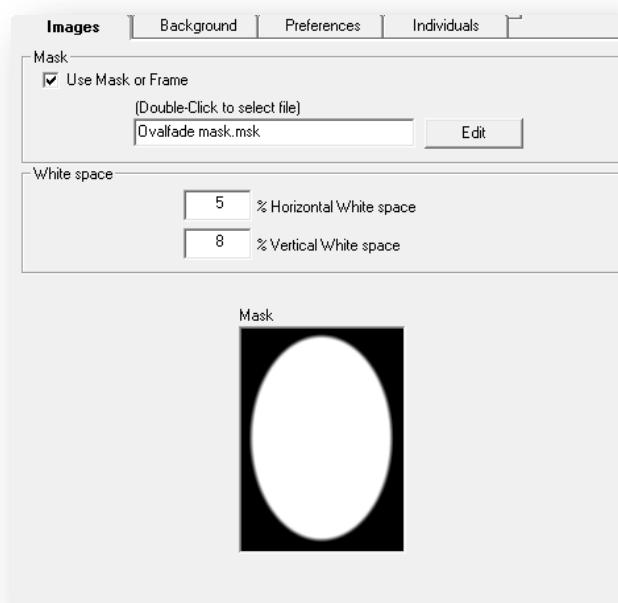 Images Background Preferences Individuals
Mask
Use Mask or Frame
(Double-Click to select file)
Ovalfade mask.msk Edit
White space
5 % Horizontal White space
8 % Vertical White space
Mask